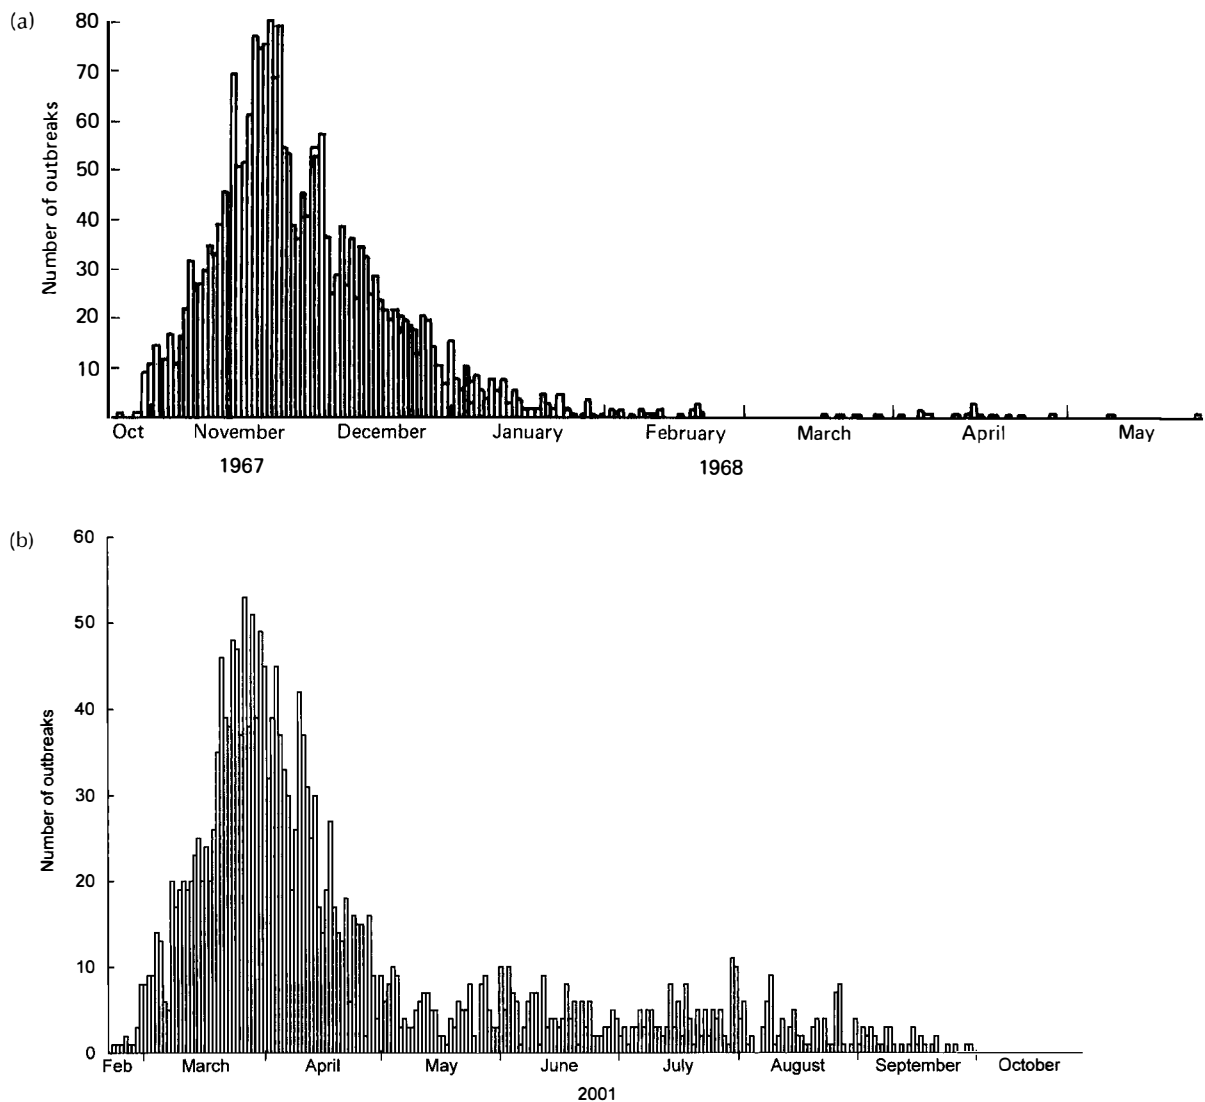 (a)
80
70
60
50
40
30
20
10
Number of outbreaks
Oct November December January February March April May
1967 1968
(b)
60
50
40
30
20
10
0
Number of outbreaks
Feb March April May June July August September October
2001